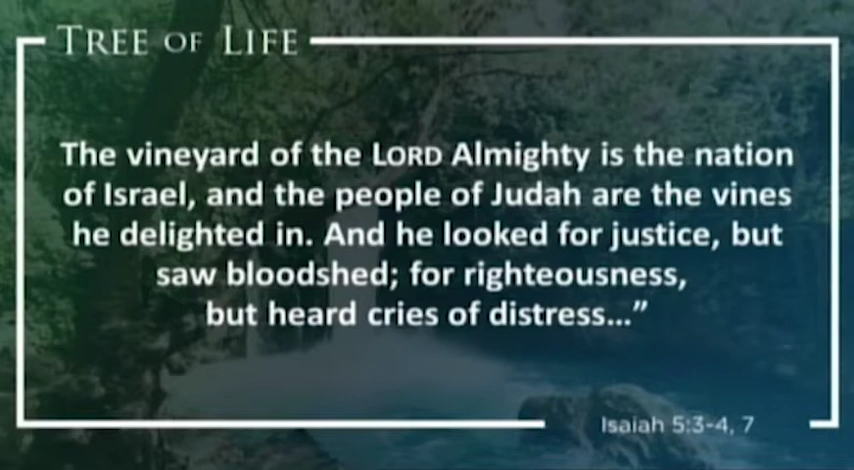 TREE OF LIFE
The vineyard of the LORD Almighty is the nation
of Israel, and the people of Judah are the vines
he delighted in. And he looked for justice, but
saw bloodshed; for righteousness,
but heard cries of distress...”
Isaiah 5:3-4, 7